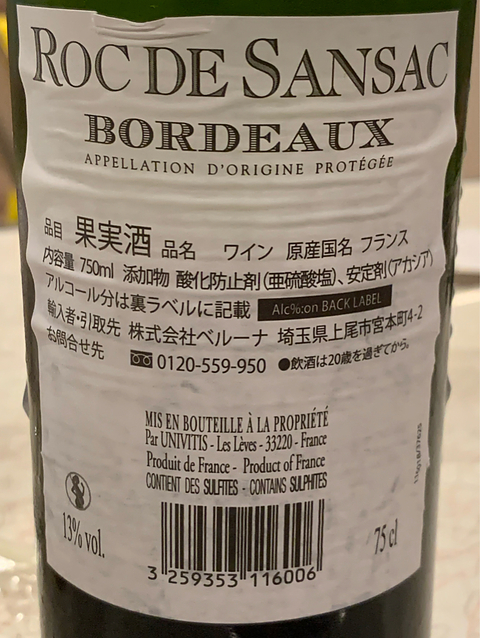 ROC DE SANSAC
BORDEAUX
APPELLATION D'ORIGINE PROTÉGÉE
品目 果実酒 品名 ワイン 原産国名 フランス
内容量 750ml 添加物 酸化防止剤(亜硫酸塩)、安定剤(アカシア)
アルコール分は裏ラベルに記載 Alc%:on BACK LABEL
輸入者・引取先 株式会社ベルーナ 埼玉県上尾市宮本町4-2
お問合せ先 0120-559-950 ●飲酒は20歳を過ぎてから。
MIS EN BOUTEILLE À LA PROPRIÉTÉ
Par UNIVITIS - Les Lèves - 33220 - France
Produit de France - Product of France
CONTIENT DES SULFITES - CONTAINS SULPHITES
13% vol.
75 cl
3 259353 116006